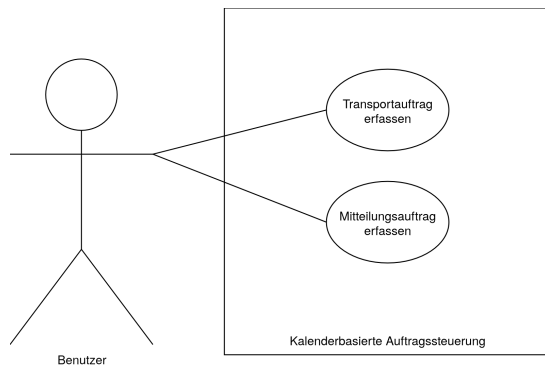 Transportauftrag
erfassen
Mitteilungsauftrag
erfassen
Kalenderbasierte Auftragssteuerung
Benutzer